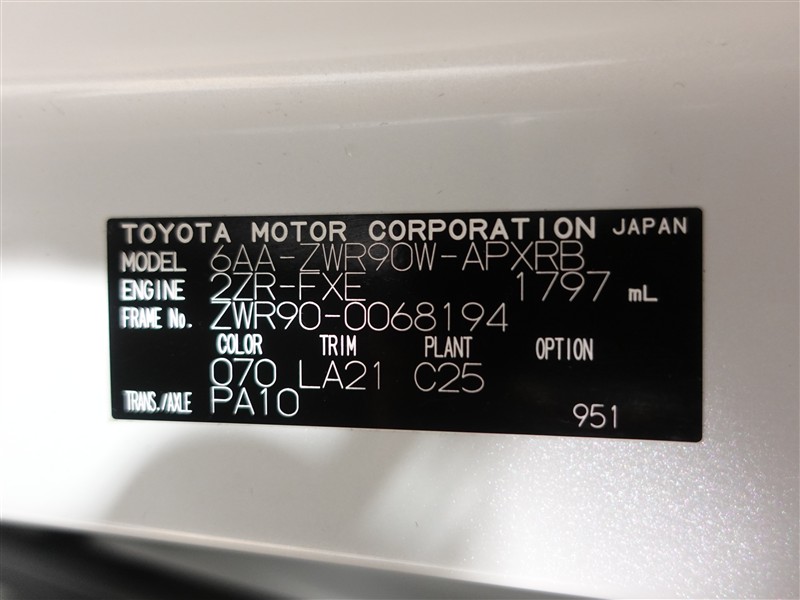 TOYOTA MOTOR CORPORATION JAPAN
MODEL 6AA-ZWR90W-APXRB
ENGINE 2ZR-FXE 1797 mL
FRAME No. ZWR90-0068194
COLOR TRIM PLANT OPTION
070 LA21 C25
TRANS./AXLE PA10
951